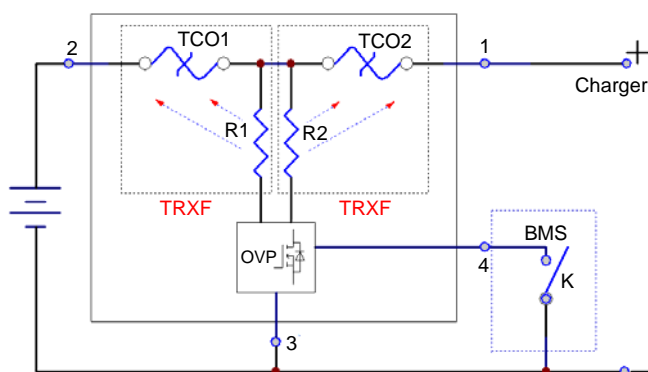 2
TCO1
TCO2
1
+
Charger
R1
R2
TRXF
TRXF
OVP
BMS
4
K
3